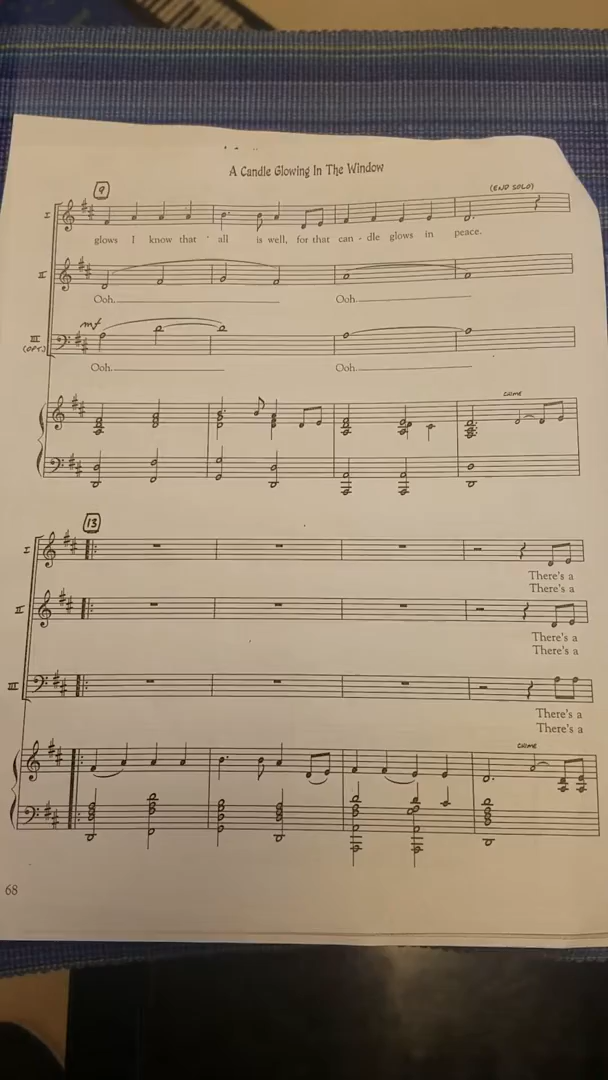 A Candle Glowing In The Window
9
(END SOLO)
I
glows I know that all is well, for that can - dle glows in peace.
II
Ooh. Ooh.
mf
III
(OPT.)
Ooh. Ooh.
CHIME
13
I
There's a
There's a
II
There's a
There's a
III
There's a
There's a
CHIME
68